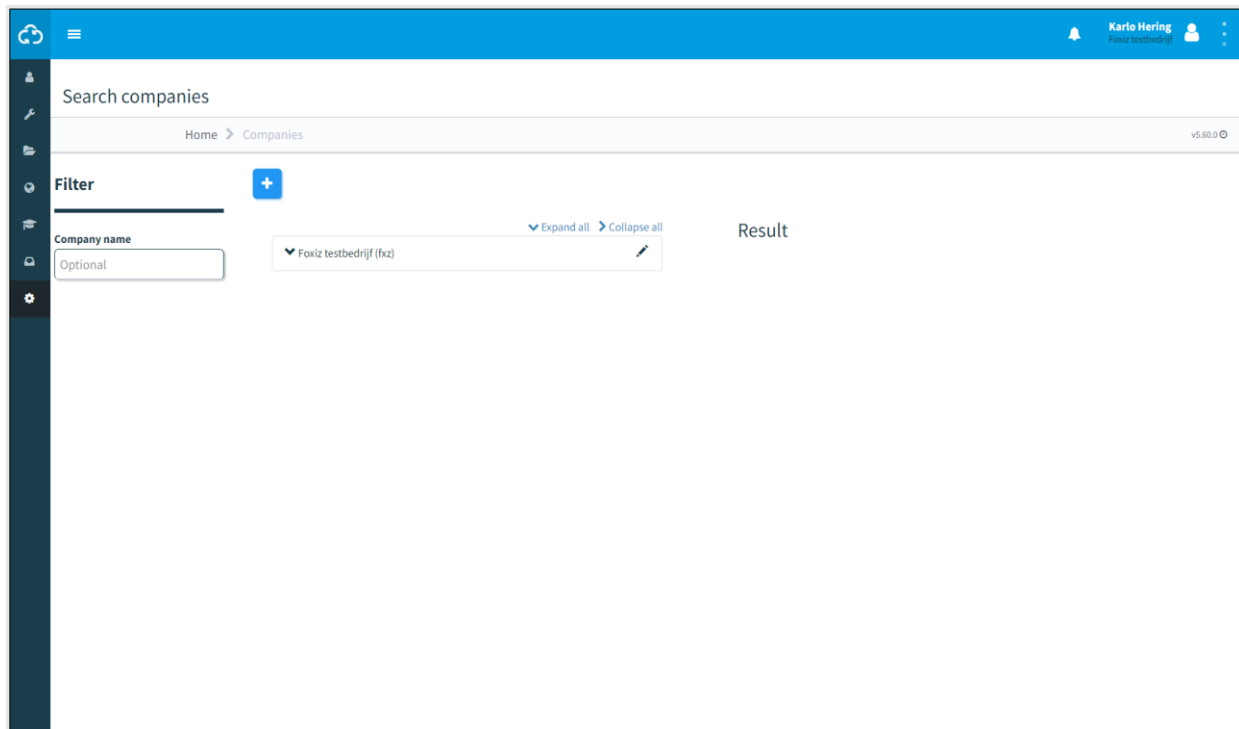 Karlo Hering
Foxiz testbedrijf
Search companies
Home Companies
v5.60.0
Filter
Expand all Collapse all
Result
Company name
Optional
Foxiz testbedrijf (fxz)